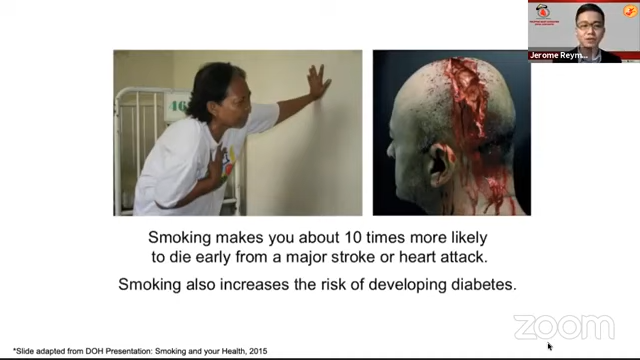 Jerome Reym...
46
Smoking makes you about 10 times more likely
to die early from a major stroke or heart attack.
Smoking also increases the risk of developing diabetes.
zoom
*Slide adapted from DOH Presentation: Smoking and your Health, 2015